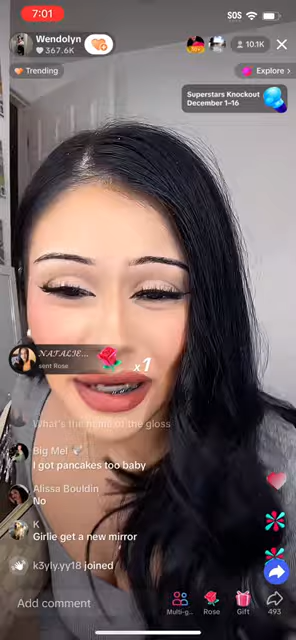 7:01
SOS
Wendolyn
367.6K
10.1K
Trending
Explore >
Superstars Knockout
December 1–16
NATALIE...
sent Rose
x1
What's the name of the gloss
Big Mel
I got pancakes too baby
Alissa Bouldin
No
K
Girlie get a new mirror
k3yly.yy18 joined
Add comment
Multi-g...
Rose
Gift
493